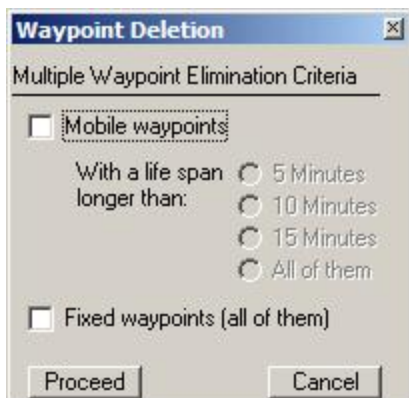 Waypoint Deletion
Multiple Waypoint Elimination Criteria
Mobile waypoints
With a life span
longer than:
5 Minutes
10 Minutes
15 Minutes
All of them
Fixed waypoints (all of them)
Proceed Cancel